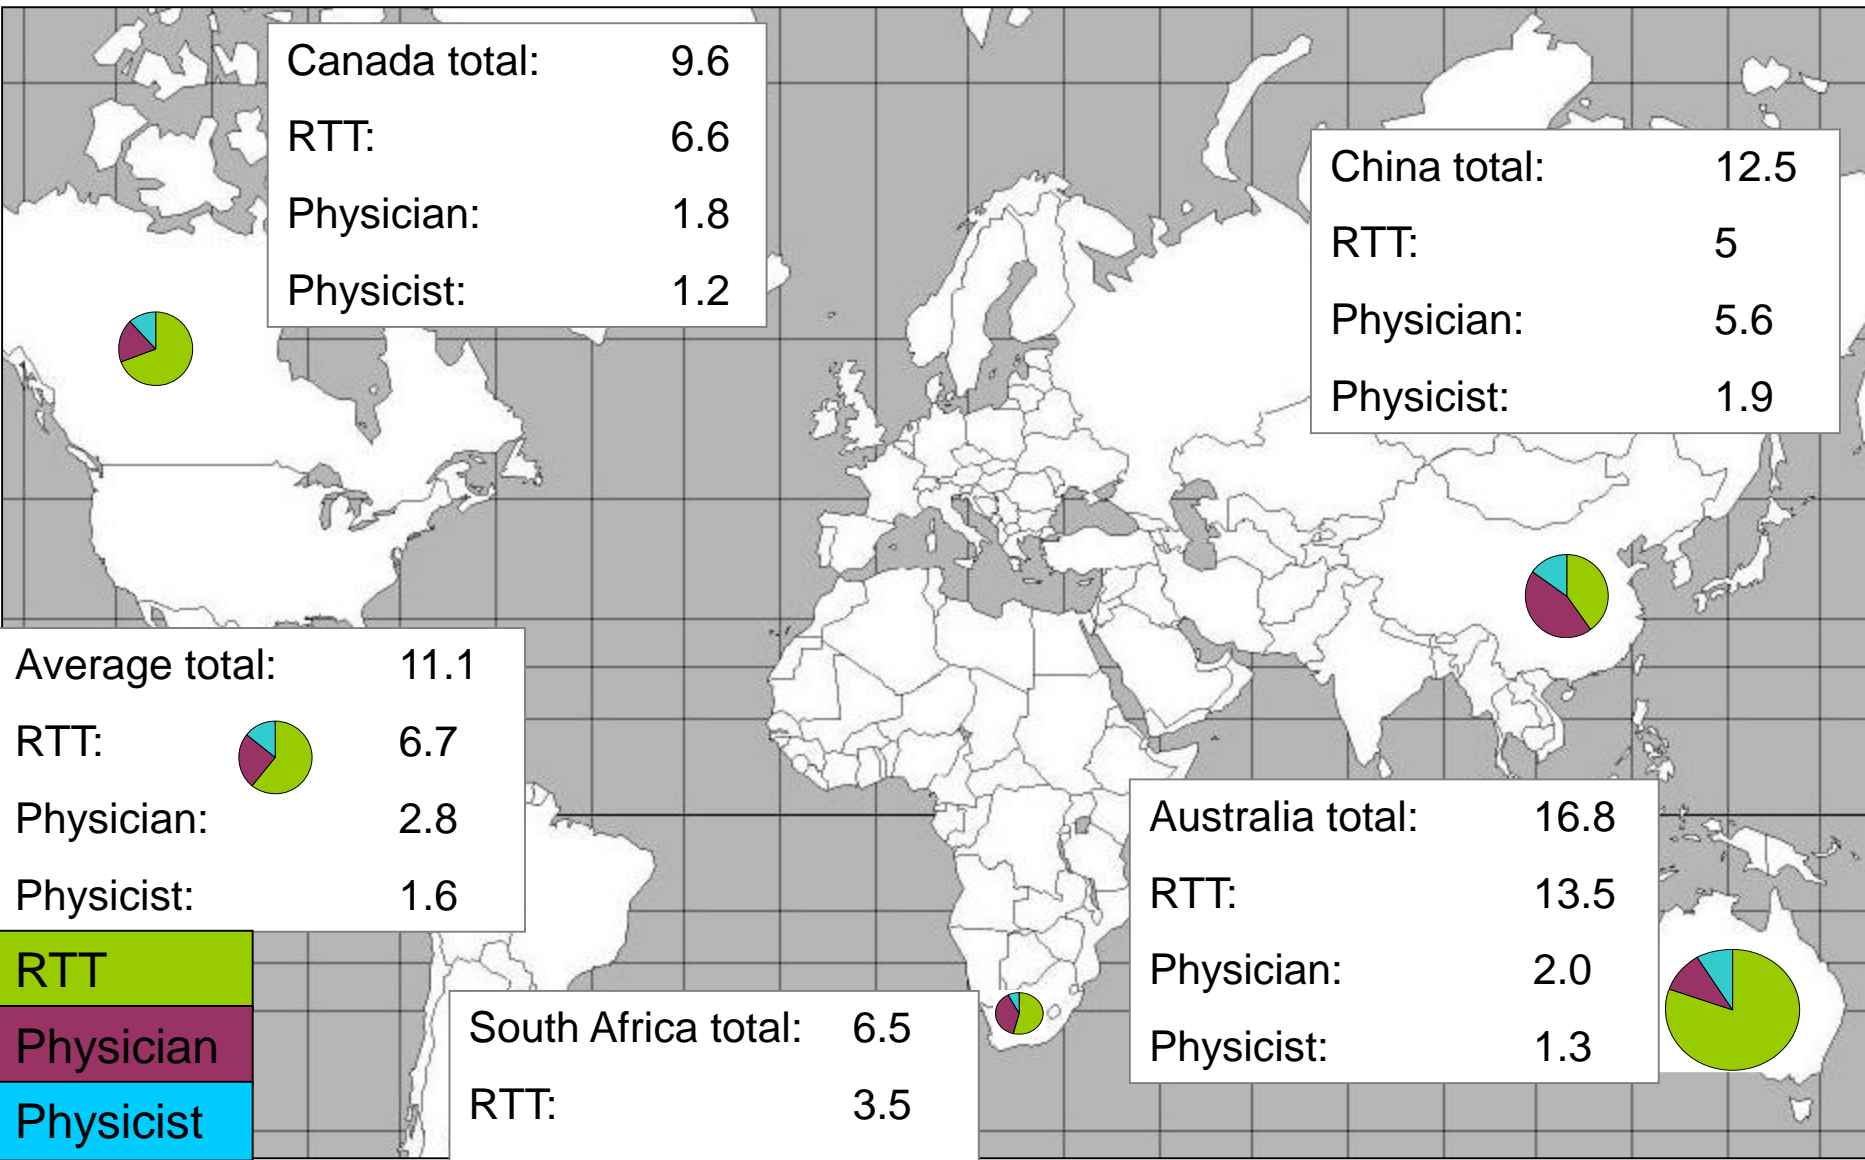 Canada total: 9.6
RTT: 6.6
Physician: 1.8
Physicist: 1.2
China total: 12.5
RTT: 5
Physician: 5.6
Physicist: 1.9
Average total: 11.1
RTT: 6.7
Physician: 2.8
Physicist: 1.6
Australia total: 16.8
RTT: 13.5
Physician: 2.0
Physicist: 1.3
RTT
Physician
Physicist
South Africa total: 6.5
RTT: 3.5